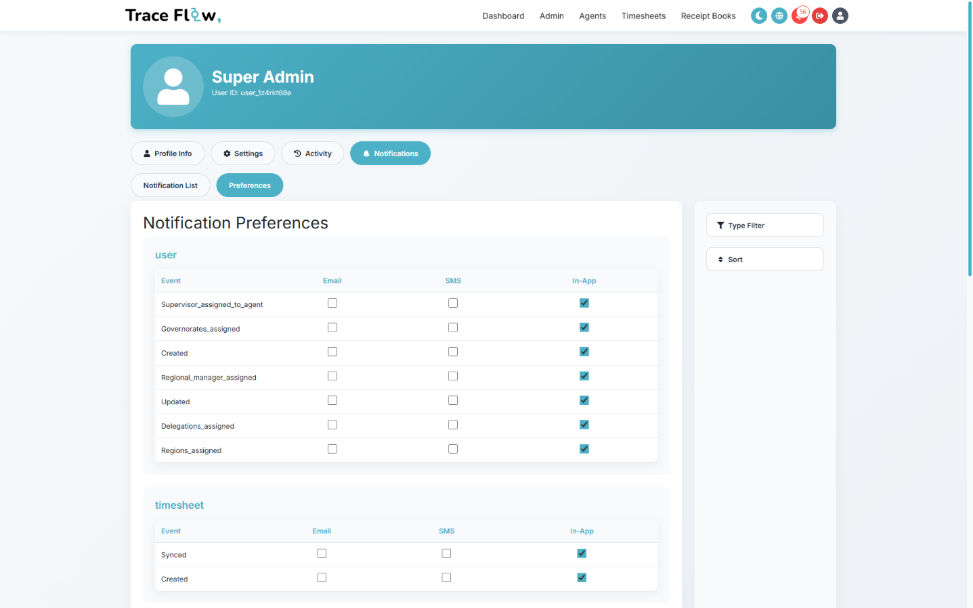 Trace Flow,
Dashboard Admin Agents Timesheets Receipt Books 56
Super Admin
User ID: user_1z4rkt68e
Profile Info Settings Activity Notifications
Notification List Preferences
Notification Preferences
user
Event Email SMS In-App
Supervisor_assigned_to_agent
Governorates_assigned
Created
Regional_manager_assigned
Updated
Delegations_assigned
Regions_assigned
timesheet
Event Email SMS In-App
Synced
Created
Type Filter
Sort